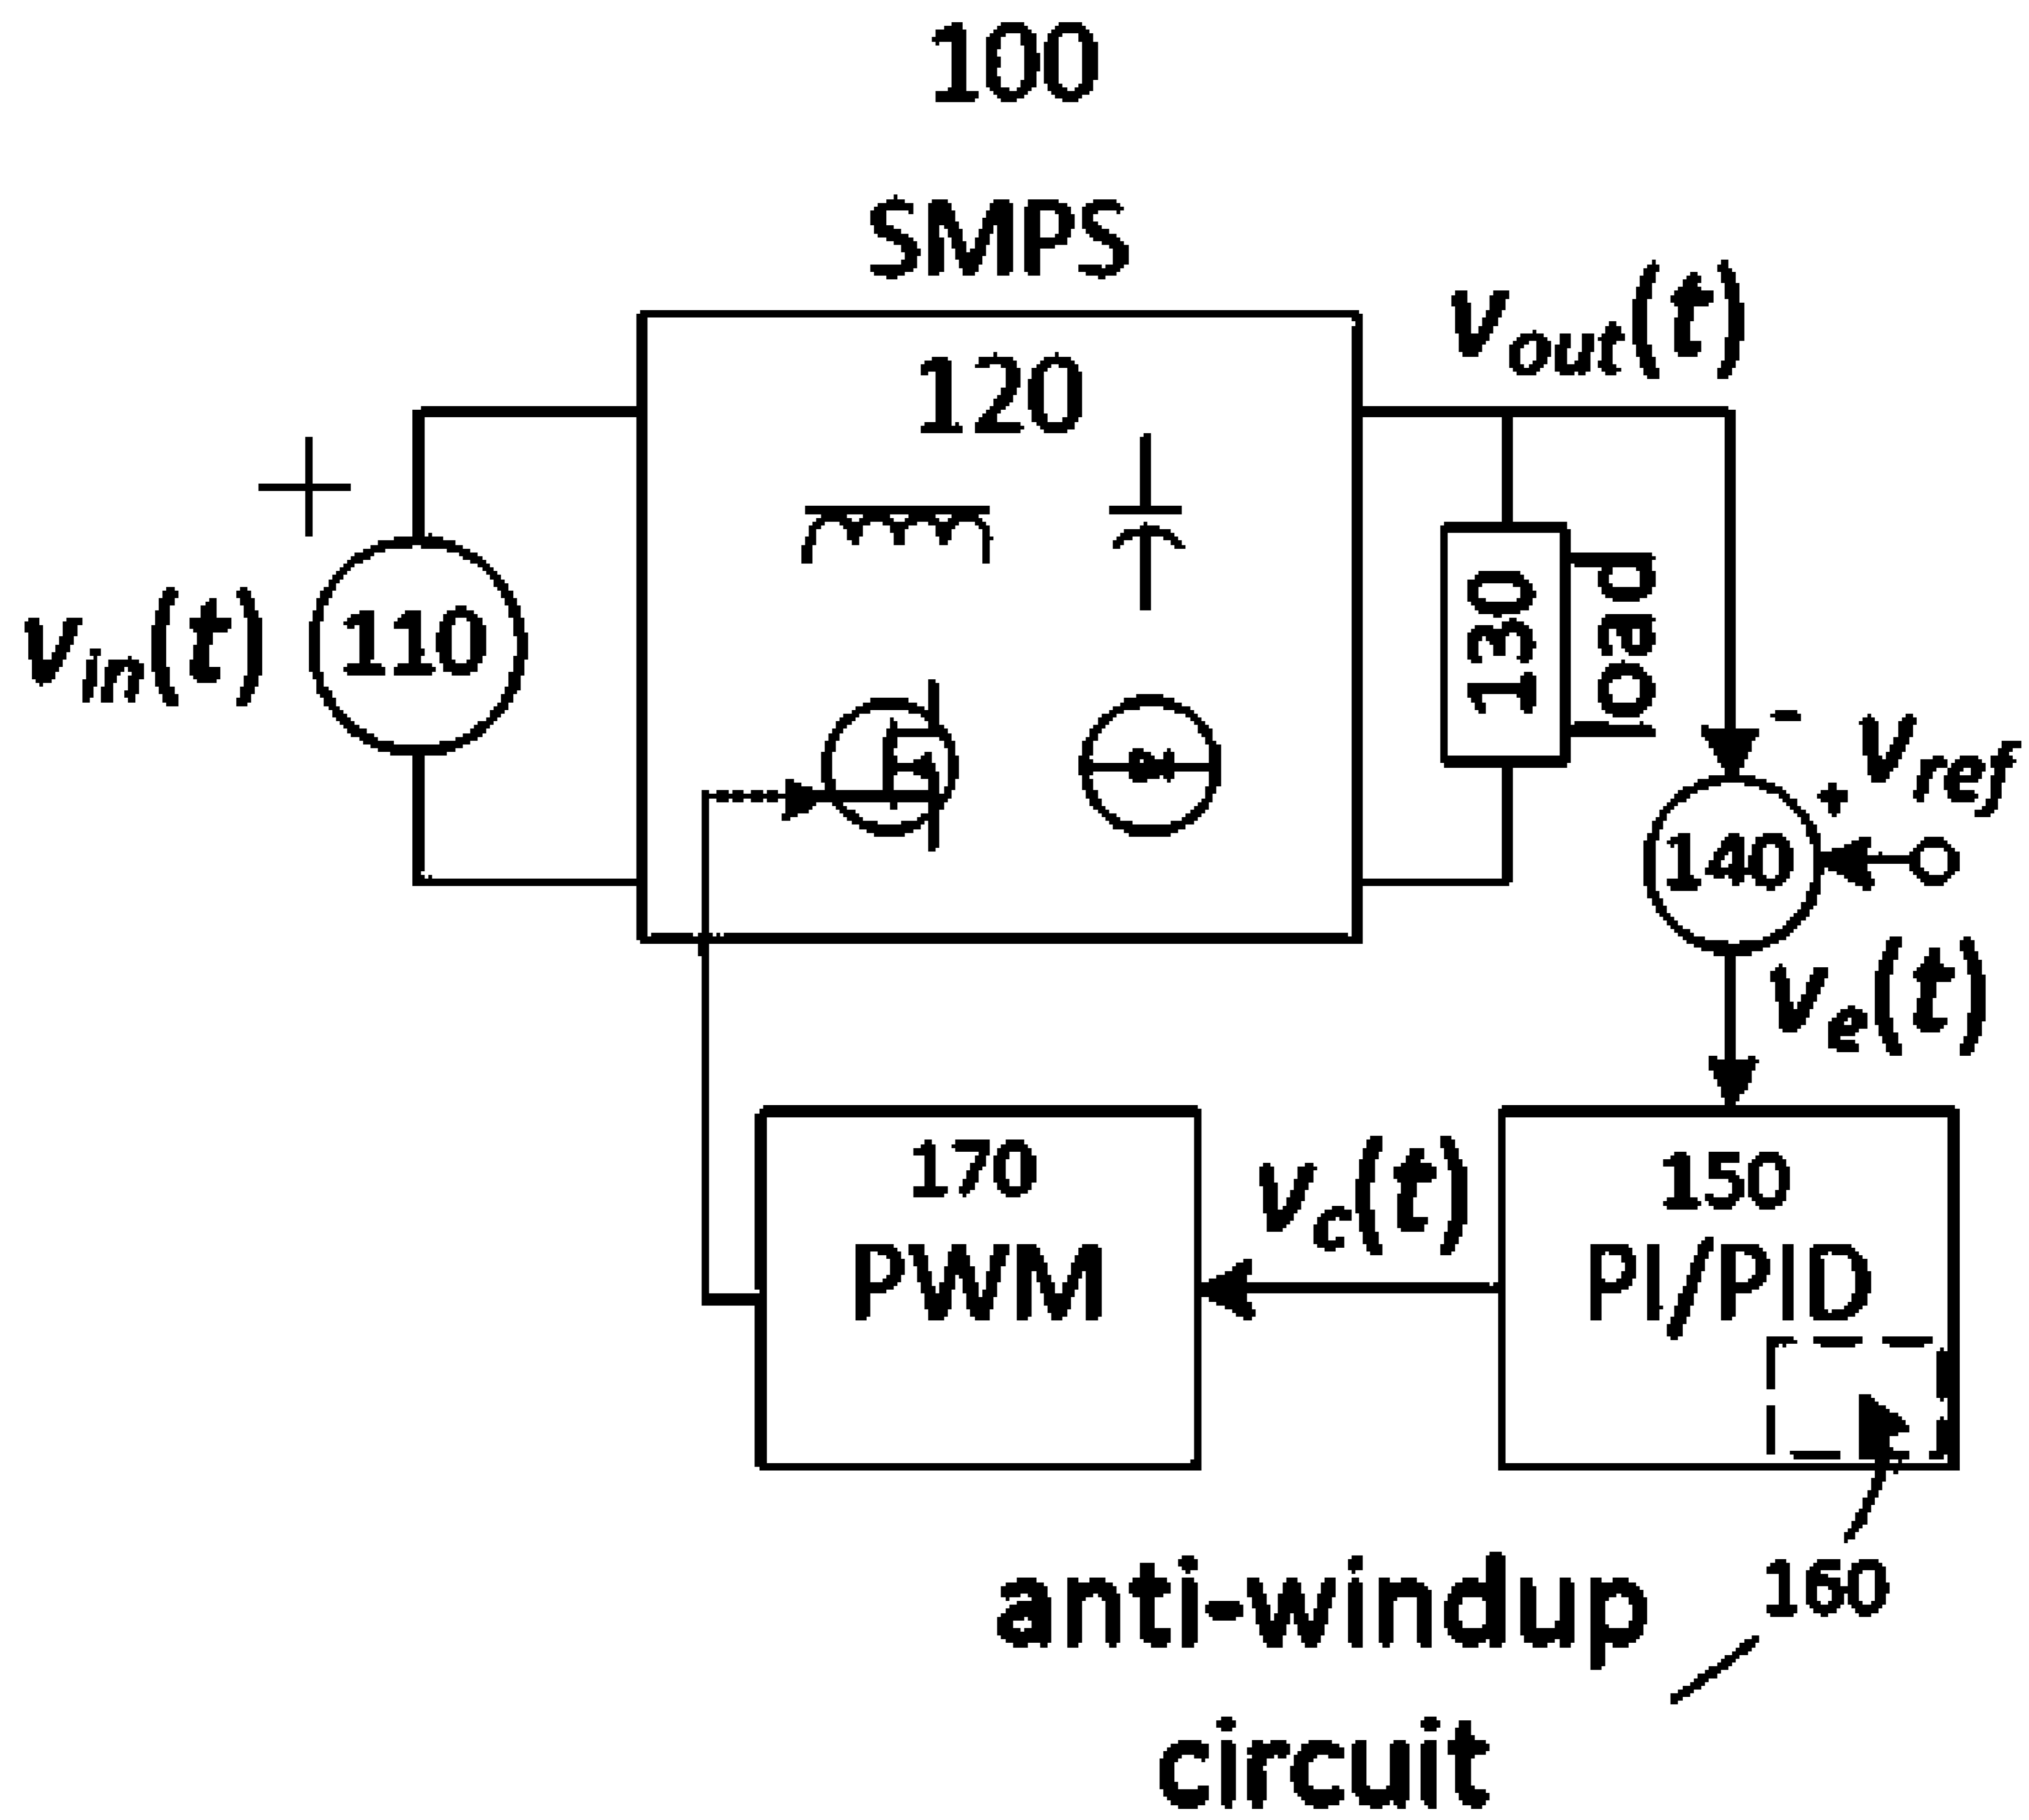 100
SMPS
120
v_out(t)
+
v_in(t)
110
130
load
-
v_ref
+
140
v_e(t)
170
PWM
v_c(t)
150
PI/PID
160
anti-windup
circuit